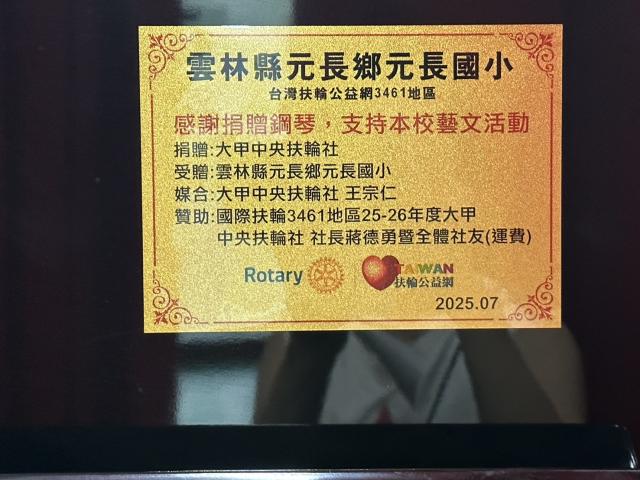 雲林縣元長鄉元長國小
台灣扶輪公益網3461地區
感謝捐贈鋼琴，支持本校藝文活動
捐贈:大甲中央扶輪社
受贈:雲林縣元長鄉元長國小
媒合:大甲中央扶輪社 王宗仁
贊助:國際扶輪3461地區25-26年度大甲
中央扶輪社 社長蔣德勇暨全體社友(運費)
Rotary
TAIWAN
扶輪公益網
2025.07